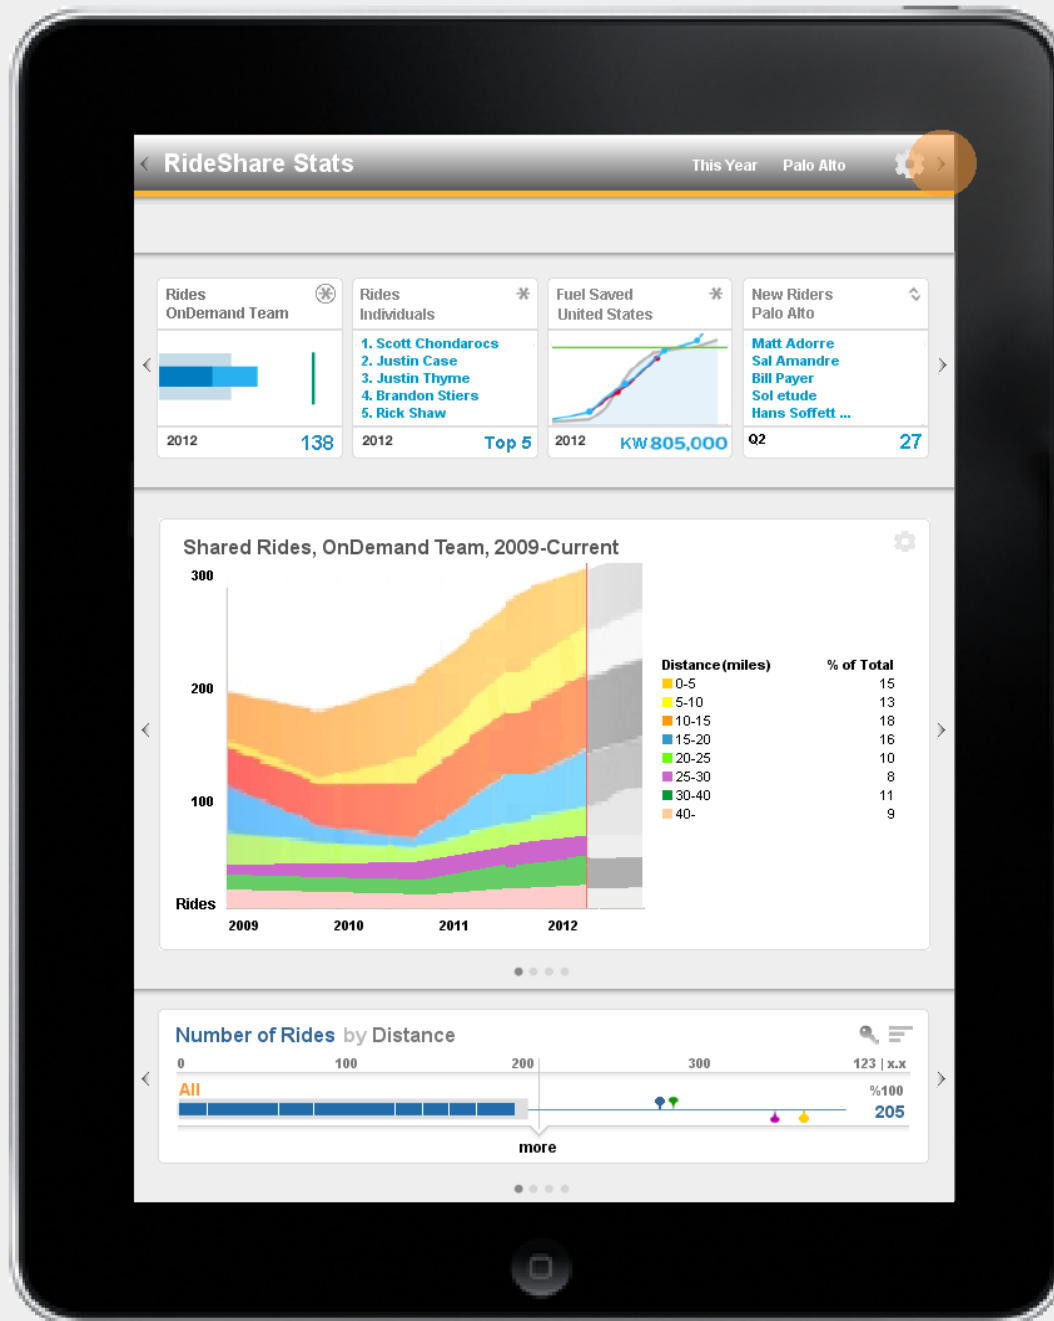 RideShare Stats
This Year Palo Alto
Rides
OnDemand Team
2012 138
Rides
Individuals
1. Scott Chondarocs
2. Justin Case
3. Justin Thyme
4. Brandon Stiers
5. Rick Shaw
2012 Top 5
Fuel Saved
United States
2012 KW 805,000
New Riders
Palo Alto
Matt Adorre
Sal Amandre
Bill Payer
Sol etude
Hans Soffett ...
Q2 27
Shared Rides, OnDemand Team, 2009-Current
300
200
100
Rides
2009 2010 2011 2012
Distance(miles) % of Total
0-5 15
5-10 13
10-15 18
15-20 16
20-25 10
25-30 8
30-40 11
40- 9
Number of Rides by Distance
0 100 200 300 123 | x.x
All %100
205
more